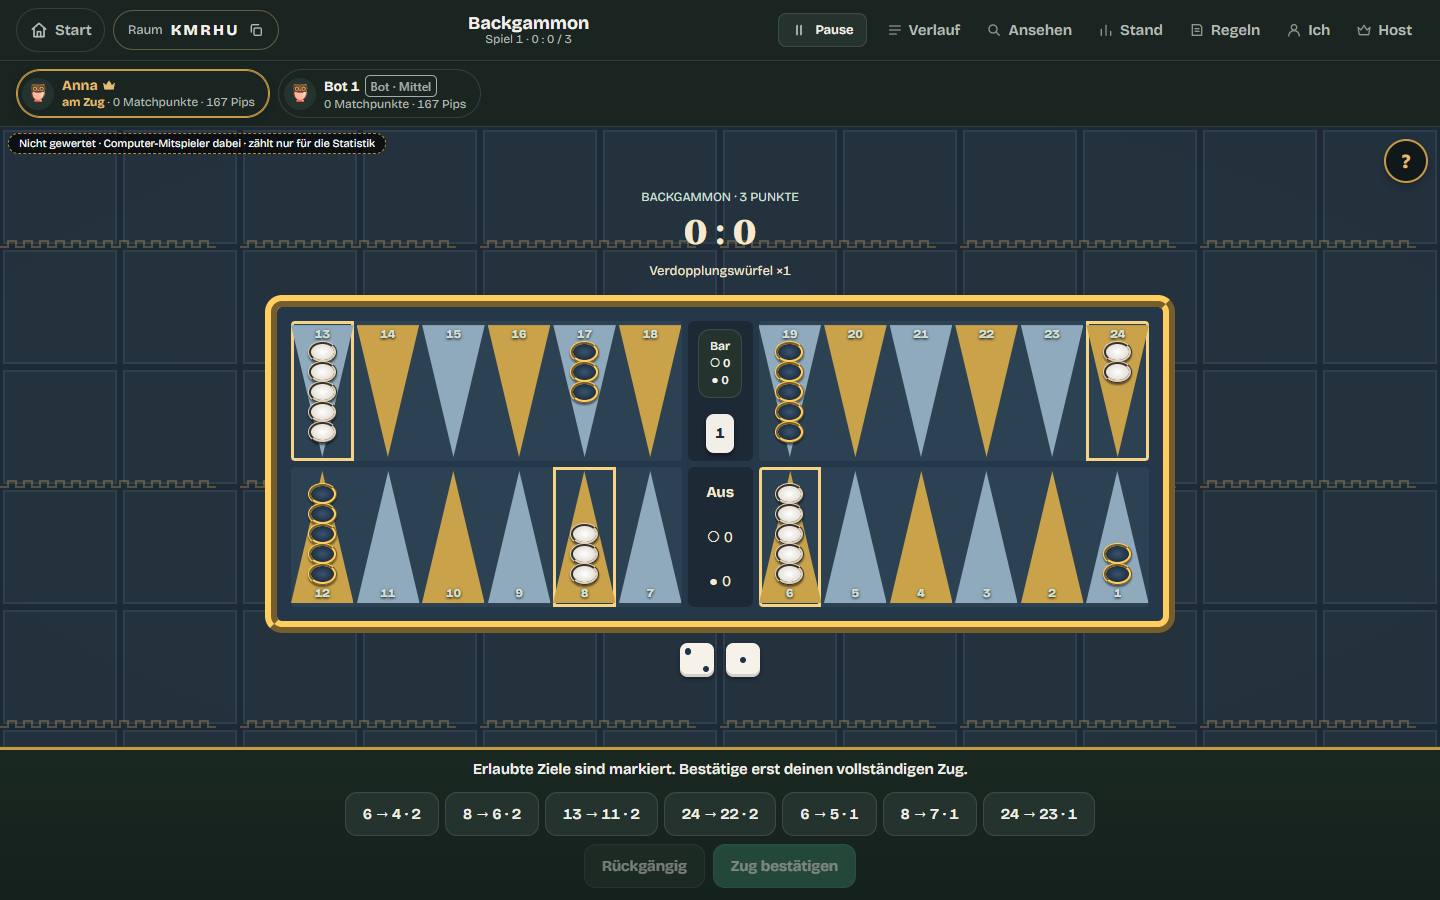 Start
Raum KMRHU
Backgammon
Spiel 1 · 0 : 0 / 3
Pause
Verlauf
Ansehen
Stand
Regeln
Ich
Host
Anna
am Zug · 0 Matchpunkte · 167 Pips
Bot 1 Bot · Mittel
0 Matchpunkte · 167 Pips
Nicht gewertet · Computer-Mitspieler dabei · zählt nur für die Statistik
?
BACKGAMMON · 3 PUNKTE
0 : 0
Verdopplungswürfel ×1
13 14 15 16 17 18 19 20 21 22 23 24
Bar
○ 0
● 0
1
Aus
○ 0
● 0
12 11 10 9 8 7 6 5 4 3 2 1
Erlaubte Ziele sind markiert. Bestätige erst deinen vollständigen Zug.
6 → 4 · 2
8 → 6 · 2
13 → 11 · 2
24 → 22 · 2
6 → 5 · 1
8 → 7 · 1
24 → 23 · 1
Rückgängig
Zug bestätigen